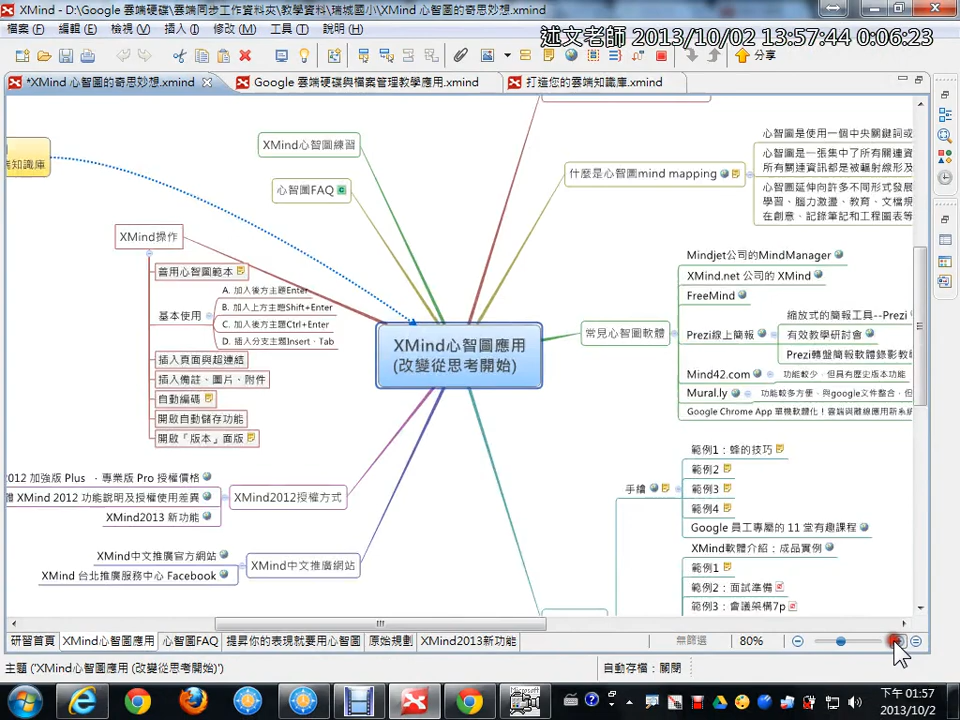 XMind - D:\Google 雲端硬碟\雲端同步工作資料夾\教學資料\瑞城國小\XMind 心智圖的奇思妙想.xmind
檔案(F) 編輯(E) 檢視(V) 插入(I) 修改(M) 工具(T) 說明(H)
述文老師 2013/10/02 13:57:44 0:06:23
分享
*XMind 心智圖的奇思妙想.xmind
Google 雲端硬碟與檔案管理教學應用.xmind
打造您的雲端知識庫.xmind
XMind心智圖練習
心智圖FAQ
XMind操作
善用心智圖範本
基本使用
A. 加入後方主題Enter
B. 加入上方主題Shift+Enter
C. 加入後方主題Ctrl+Enter
D. 插入分支主題Insert、Tab
插入頁面與超連結
插入備註、圖片、附件
自動編碼
開啟自動儲存功能
開啟「版本」面版
2012 加強版 Plus 、專業版 Pro 授權價格
XMind 2012 功能說明及授權使用差異
XMind2013 新功能
XMind2012授權方式
XMind中文推廣官方網站
XMind 台北推廣服務中心 Facebook
XMind中文推廣網站
XMind心智圖應用
(改變從思考開始)
什麼是心智圖mind mapping
心智圖是使用一個中央關鍵詞或
心智圖是一張集中了所有關連資
所有關連資訊都是被輻射線形及
心智圖延伸向許多不同形式發展
學習、腦力激盪、教育、文檔規
在創意、記錄筆記和工程圖表等
常見心智圖軟體
Mindjet公司的MindManager
XMind.net 公司的 XMind
FreeMind
Prezi線上簡報
縮放式的簡報工具--Prezi
有效教學研討會
Prezi轉盤簡報軟體錄影教
Mind42.com
功能較少，但具有歷史版本功能
Mural.ly
功能較多方便，與google文件整合，但
Google Chrome App 單機軟體化！雲端與離線應用新系統
手繪
範例1：蜂的技巧
範例2
範例3
範例4
Google 員工專屬的 11 堂有趣課程
XMind軟體介紹：成品實例
範例1
範例2：面試準備
範例3：會議架構7p
研習首頁 XMind心智圖應用 心智圖FAQ 提昇你的表現就要用心智圖 原始規劃 XMind2013新功能
無篩選 80%
主題 ('XMind心智圖應用 (改變從思考開始)')
自動存檔：關閉
下午 01:57
2013/10/2